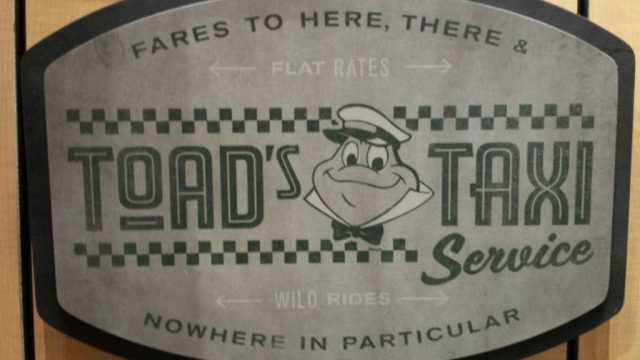 FARES TO HERE, THERE &
FLAT RATES
TOAD'S TAXI
Service
WILD RIDES
NOWHERE IN PARTICULAR